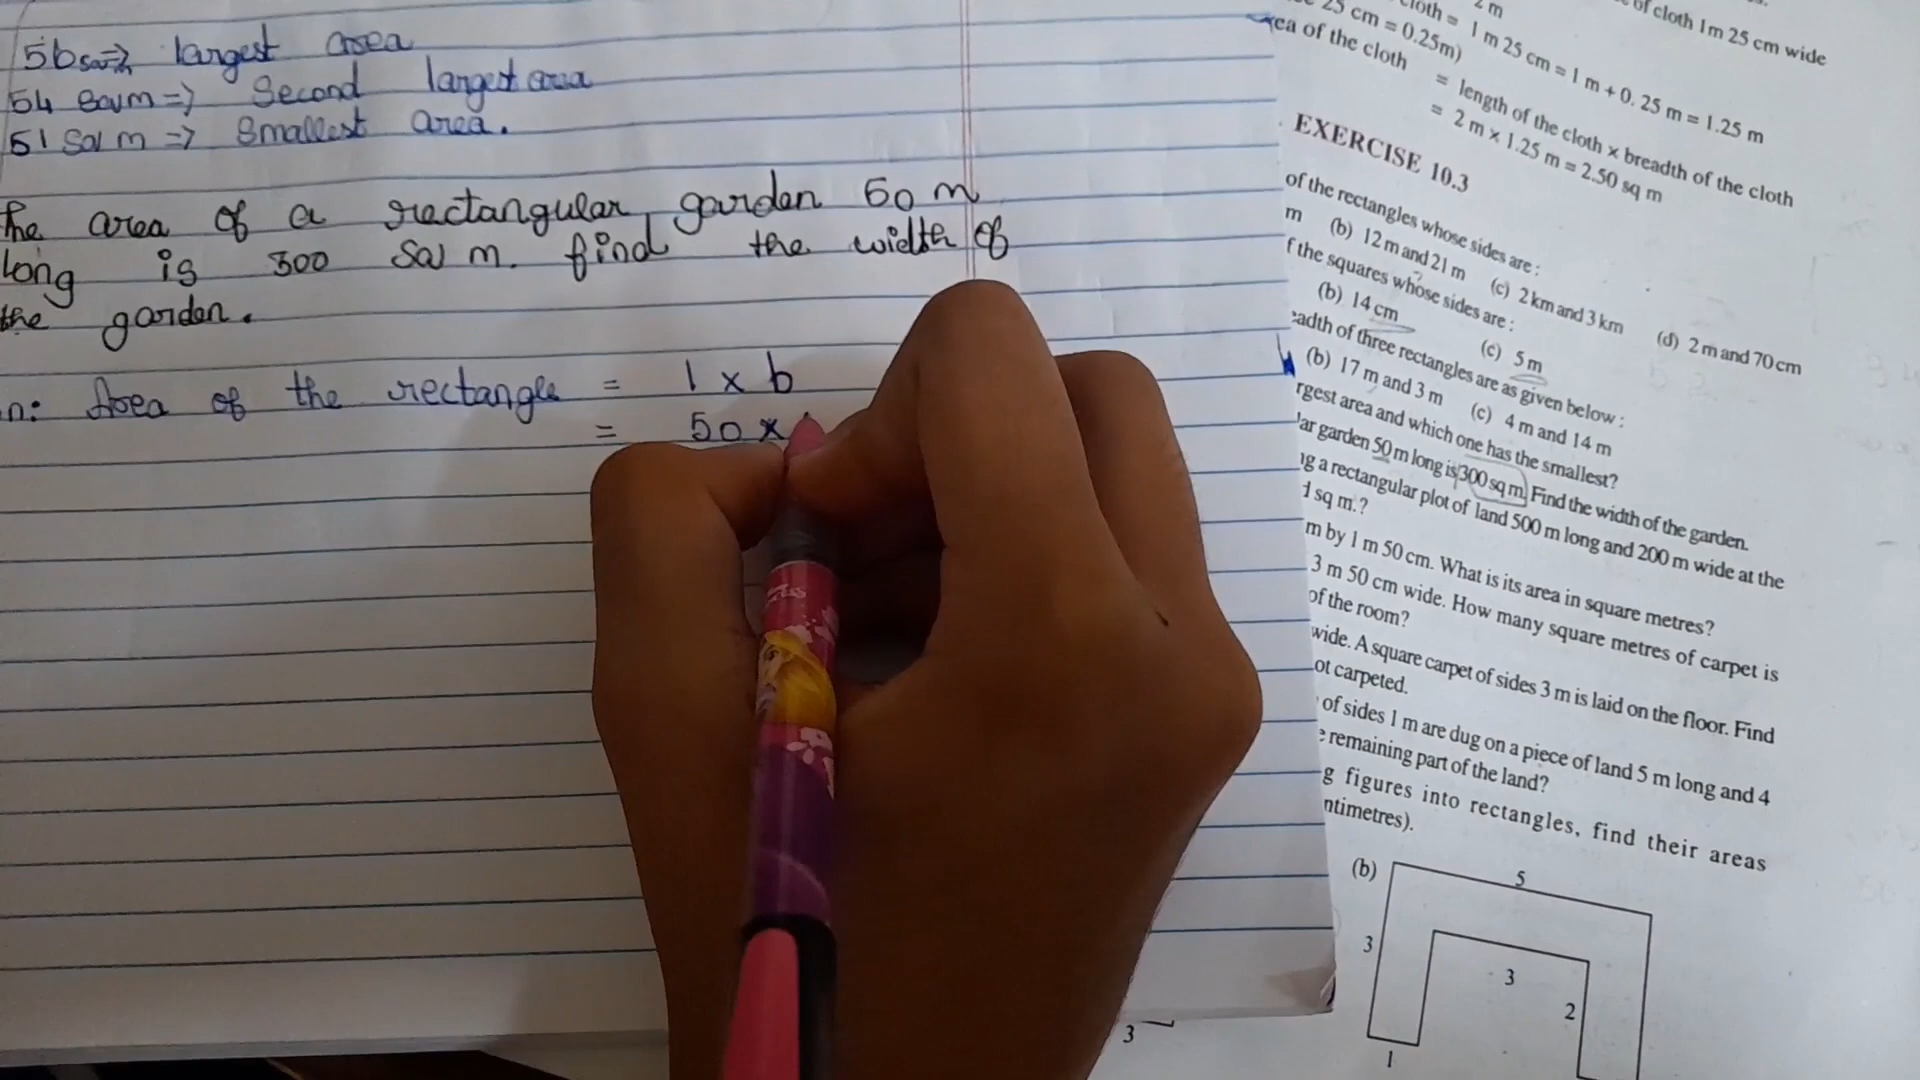 largest area
54 sqm => Second largest area
51 sqm => Smallest area.
the area of a rectangular garden 50 m
long is 300 sq m. find the width of
the garden.
n: Area of the rectangle = l x b
= 50 x
of cloth 1m 25 cm wide
2 m
cloth = 1 m 25 cm = 1 m + 0. 25 m = 1.25 m
25 cm = 0.25m)
ea of the cloth = length of the cloth × breadth of the cloth
= 2 m × 1.25 m = 2.50 sq m
EXERCISE 10.3
of the rectangles whose sides are :
m (b) 12 m and 21 m (c) 2 km and 3 km (d) 2 m and 70 cm
f the squares whose sides are :
(b) 14 cm (c) 5 m
eadth of three rectangles are as given below :
(b) 17 m and 3 m (c) 4 m and 14 m
rgest area and which one has the smallest?
ar garden 50 m long is 300 sq m. Find the width of the garden.
ng a rectangular plot of land 500 m long and 200 m wide at the
d sq m.?
m by 1 m 50 cm. What is its area in square metres?
3 m 50 cm wide. How many square metres of carpet is
of the room?
wide. A square carpet of sides 3 m is laid on the floor. Find
ot carpeted.
of sides 1 m are dug on a piece of land 5 m long and 4
e remaining part of the land?
g figures into rectangles, find their areas
ntimetres).
(b)
5
3
3
2
1
3